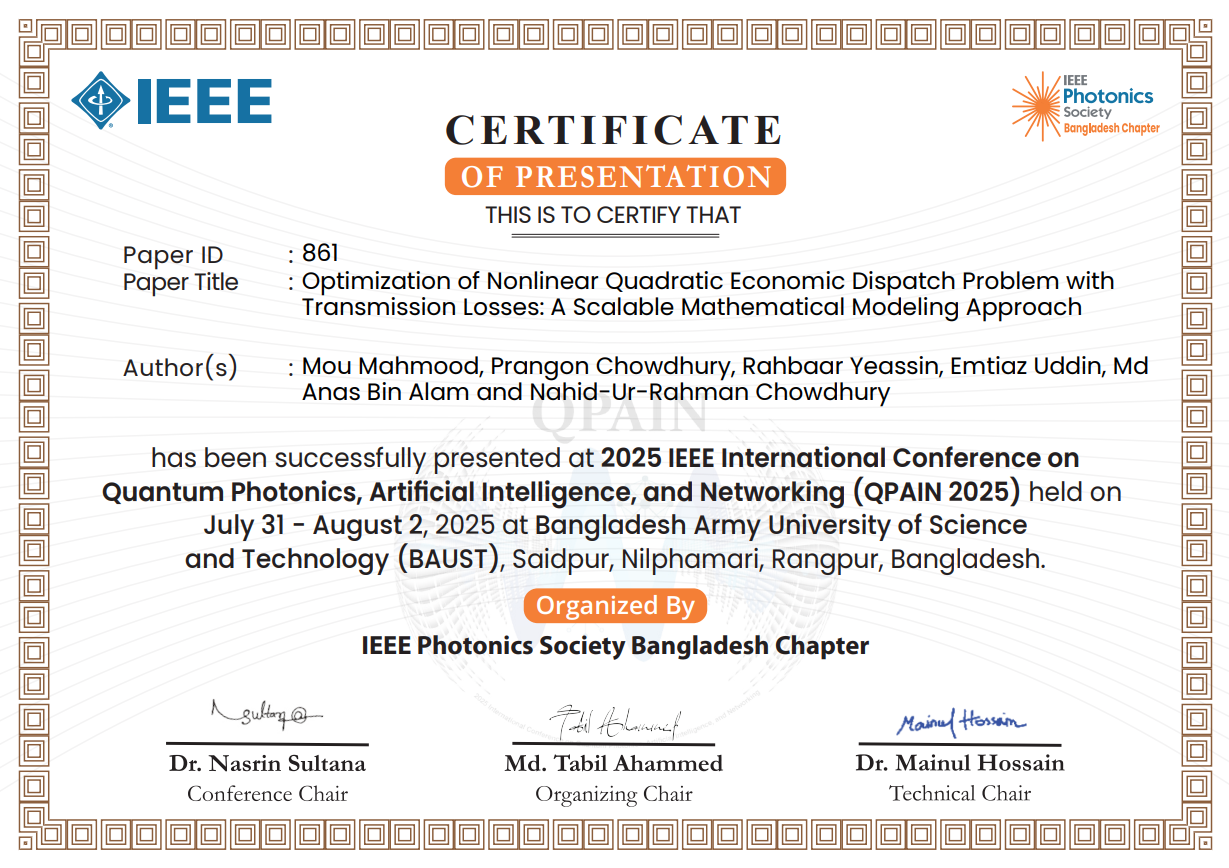 IEEE
IEEE
Photonics
Society
Bangladesh Chapter
CERTIFICATE
OF PRESENTATION
THIS IS TO CERTIFY THAT
Paper ID : 861
Paper Title : Optimization of Nonlinear Quadratic Economic Dispatch Problem with
Transmission Losses: A Scalable Mathematical Modeling Approach
Author(s) : Mou Mahmood, Prangon Chowdhury, Rahbaar Yeassin, Emtiaz Uddin, Md
Anas Bin Alam and Nahid-Ur-Rahman Chowdhury
QPAIN
has been successfully presented at 2025 IEEE International Conference on
Quantum Photonics, Artificial Intelligence, and Networking (QPAIN 2025) held on
July 31 - August 2, 2025 at Bangladesh Army University of Science
and Technology (BAUST), Saidpur, Nilphamari, Rangpur, Bangladesh.
Organized By
IEEE Photonics Society Bangladesh Chapter
Nsultana
Tabil Ahammed
Mainul Hossain
Dr. Nasrin Sultana
Md. Tabil Ahammed
Dr. Mainul Hossain
Conference Chair
Organizing Chair
Technical Chair